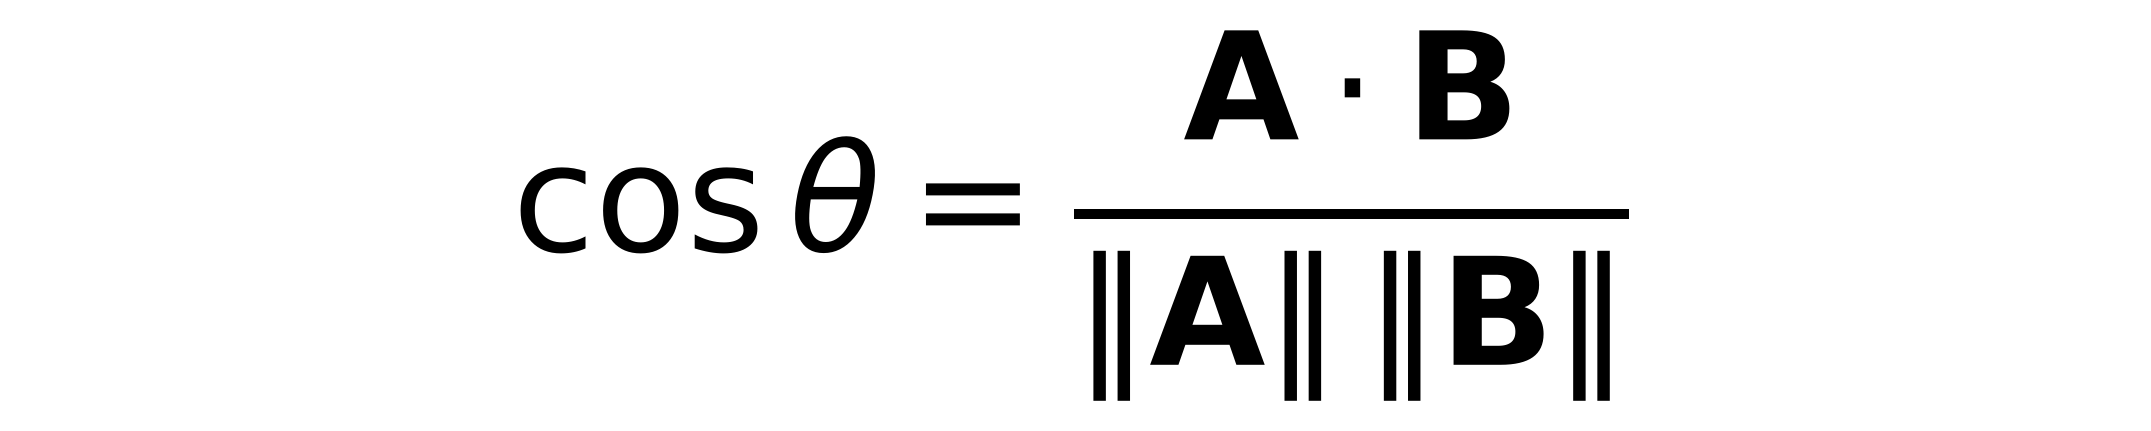 cos θ = A · B / ‖A‖ ‖B‖